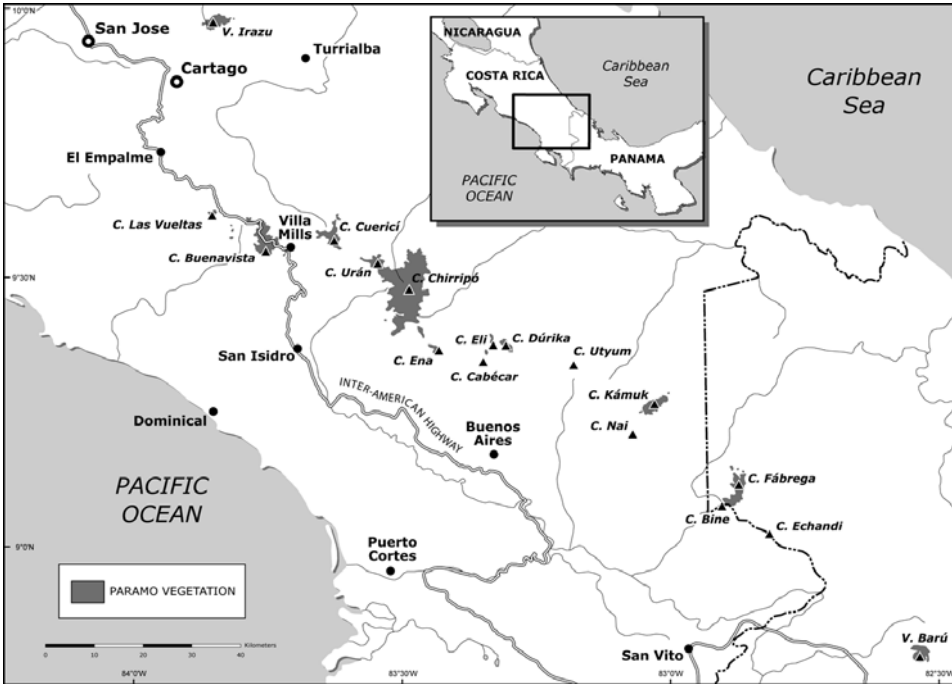 10°0'N
San Jose
V. Irazu
Turrialba
Cartago
NICARAGUA
COSTA RICA
Caribbean
Sea
PANAMA
PACIFIC
OCEAN
Caribbean
Sea
El Empalme
C. Las Vueltas
Villa
Mills
C. Cuericí
C. Buenavista
C. Urán
9°30'N
C. Chirripó
C. Eli
C. Dúrika
C. Ena
C. Cabécar
C. Utyum
San Isidro
C. Kámuk
INTER-AMERICAN HIGHWAY
Dominical
C. Nai
Buenos
Aires
PACIFIC
OCEAN
C. Fábrega
C. Bine
C. Echandi
9°0'N
Puerto
Cortes
PARAMO VEGETATION
Kilometers
0 10 20 30 40
San Vito
V. Barú
84°0'W 83°30'W 83°0'W 82°30'W